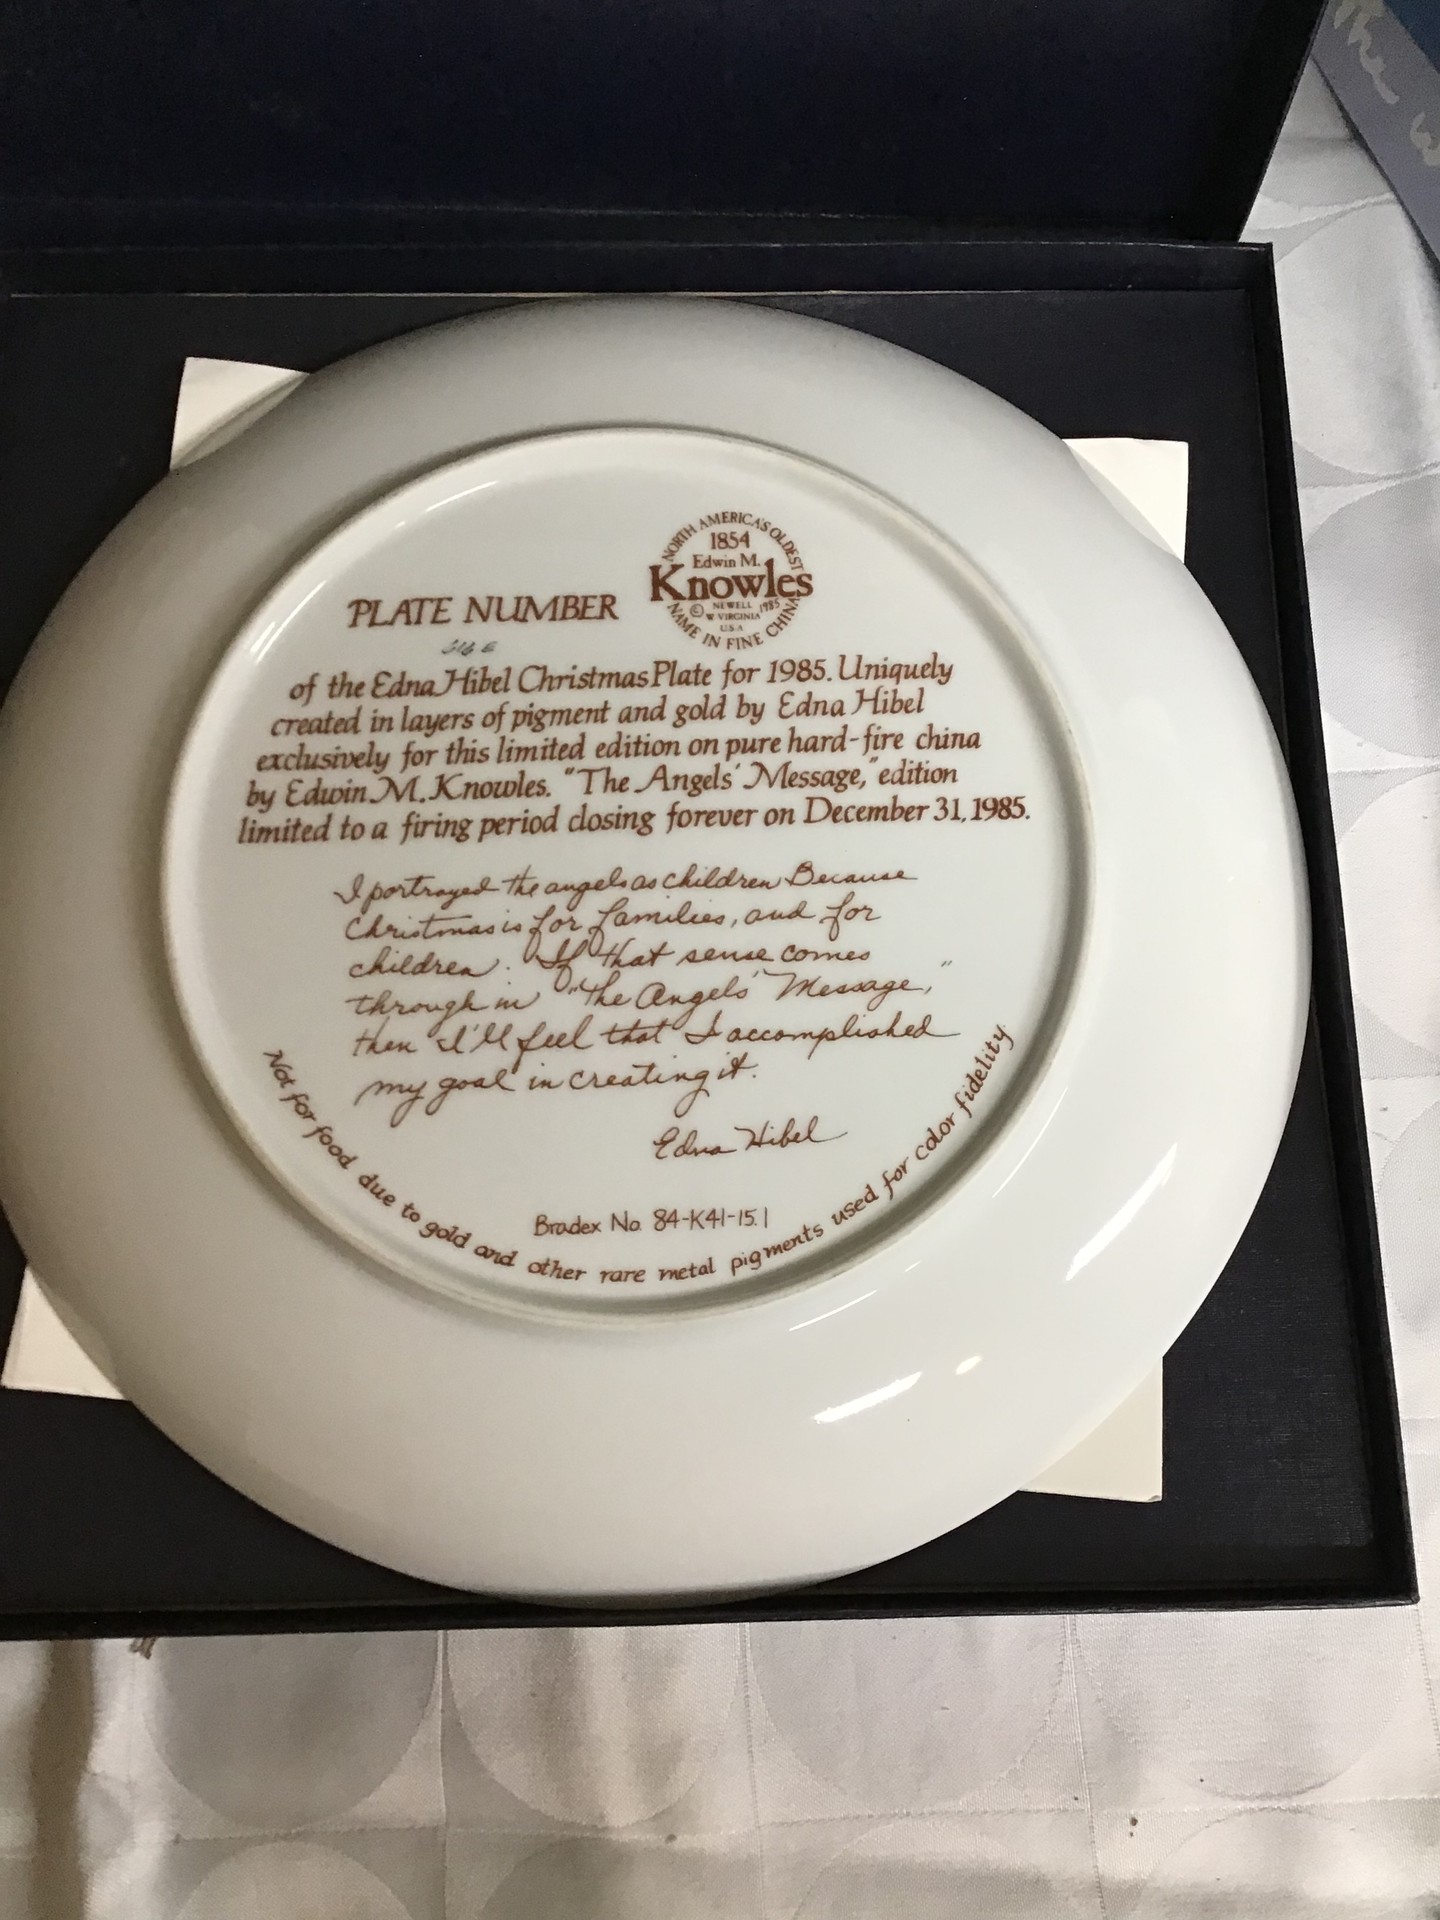 NORTH AMERICA'S OLDEST
1854
Edwin M.
Knowles
© NEWELL 1985
W. VIRGINIA
U.S.A.
NAME IN FINE CHINA
PLATE NUMBER
of the Edna Hibel Christmas Plate for 1985. Uniquely
created in layers of pigment and gold by Edna Hibel
exclusively for this limited edition on pure hard-fire china
by Edwin M. Knowles. "The Angels' Message," edition
limited to a firing period closing forever on December 31, 1985.
I portrayed the angels as children Because
Christmas is for families, and for
children. If that sense comes
through in "The Angels' Message,"
then I'll feel that I accomplished
my goal in creating it.
Edna Hibel
Bradex No. 84-K41-15.1
Not for food due to gold and other rare metal pigments used for color fidelity